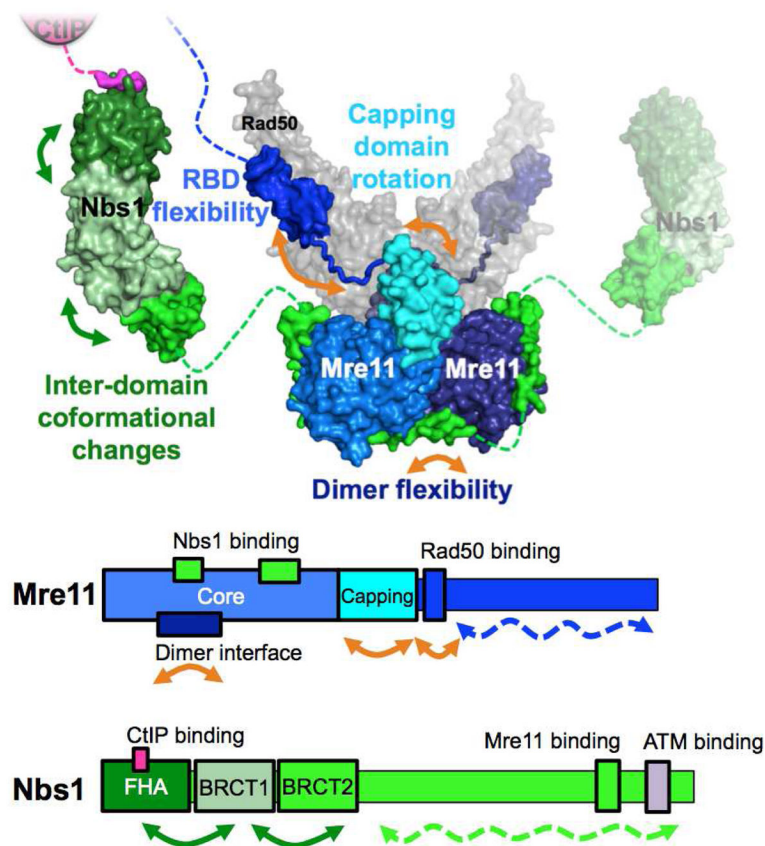 CtIP
Rad50
Capping
domain
rotation
RBD
flexibility
Nbs1
Nbs1
Mre11
Mre11
Inter-domain
coformational
changes
Dimer flexibility
Nbs1 binding
Rad50 binding
Mre11
Core
Capping
Dimer interface
CtIP binding
Mre11 binding
ATM binding
Nbs1
FHA
BRCT1
BRCT2